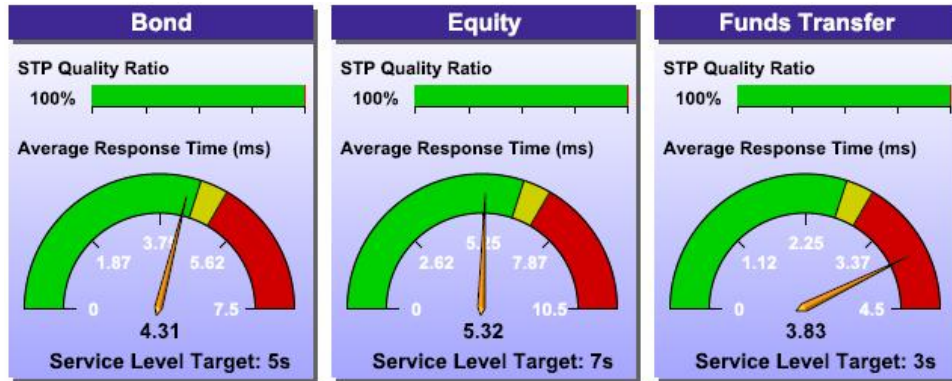 Bond
STP Quality Ratio
100%
Average Response Time (ms)
0
1.87
5.62
7.5
4.31
Service Level Target: 5s
Equity
STP Quality Ratio
100%
Average Response Time (ms)
0
2.62
5.25
7.87
10.5
5.32
Service Level Target: 7s
Funds Transfer
STP Quality Ratio
100%
Average Response Time (ms)
0
1.12
2.25
3.37
4.5
3.83
Service Level Target: 3s